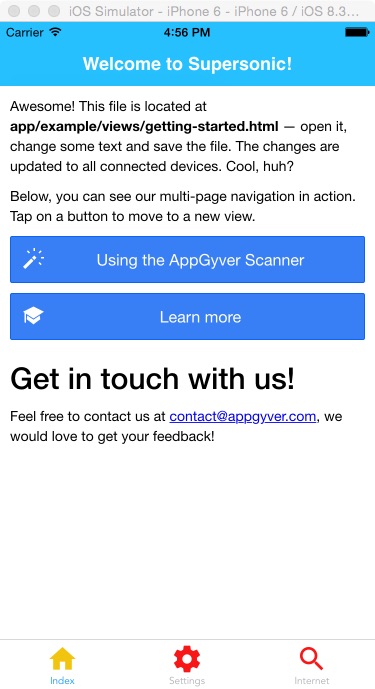 iOS Simulator - iPhone 6 - iPhone 6 / iOS 8.3...
Carrier 4:56 PM
Welcome to Supersonic!
Awesome! This file is located at
app/example/views/getting-started.html — open it,
change some text and save the file. The changes are
updated to all connected devices. Cool, huh?
Below, you can see our multi-page navigation in action.
Tap on a button to move to a new view.
Using the AppGyver Scanner
Learn more
Get in touch with us!
Feel free to contact us at contact@appgyver.com, we
would love to get your feedback!
Index Settings Internet